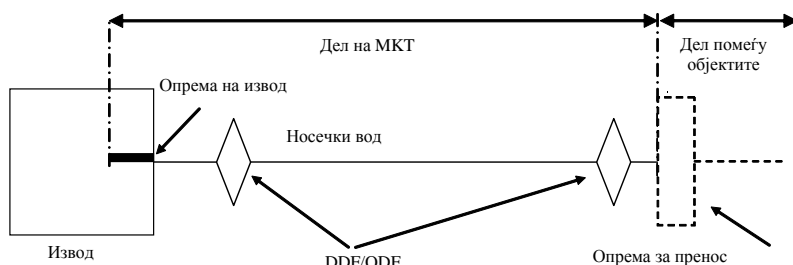 Дел на МКТ
Дел помеѓу
објектите
Опрема на извод
Носечки вод
Извод
DDF/ODF
Опрема за пренос